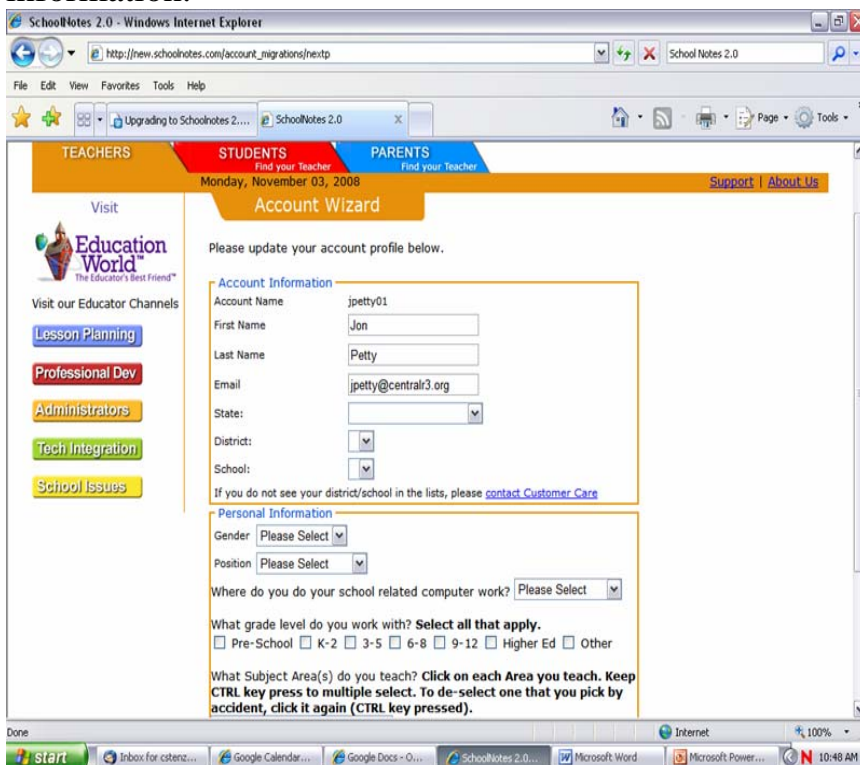 SchoolNotes 2.0 - Windows Internet Explorer
http://new.schoolnotes.com/account_migrations/nextp
School Notes 2.0
File Edit View Favorites Tools Help
Upgrading to Schoolnotes 2....
SchoolNotes 2.0
Page
Tools
TEACHERS
STUDENTS
Find your Teacher
PARENTS
Find your Teacher
Monday, November 03, 2008
Support | About Us
Visit
Education
World™
The Educator's Best Friend™
Visit our Educator Channels
Lesson Planning
Professional Dev
Administrators
Tech Integration
School Issues
Account Wizard
Please update your account profile below.
Account Information
Account Name jpetty01
First Name Jon
Last Name Petty
Email jpetty@centralr3.org
State:
District:
School:
If you do not see your district/school in the lists, please contact Customer Care
Personal Information
Gender Please Select
Position Please Select
Where do you do your school related computer work? Please Select
What grade level do you work with? Select all that apply.
Pre-School K-2 3-5 6-8 9-12 Higher Ed Other
What Subject Area(s) do you teach? Click on each Area you teach. Keep
CTRL key press to multiple select. To de-select one that you pick by
accident, click it again (CTRL key pressed).
Done
Internet
100%
start
Inbox for cstenz...
Google Calendar...
Google Docs - O...
SchoolNotes 2.0...
Microsoft Word
Microsoft Power...
10:48 AM